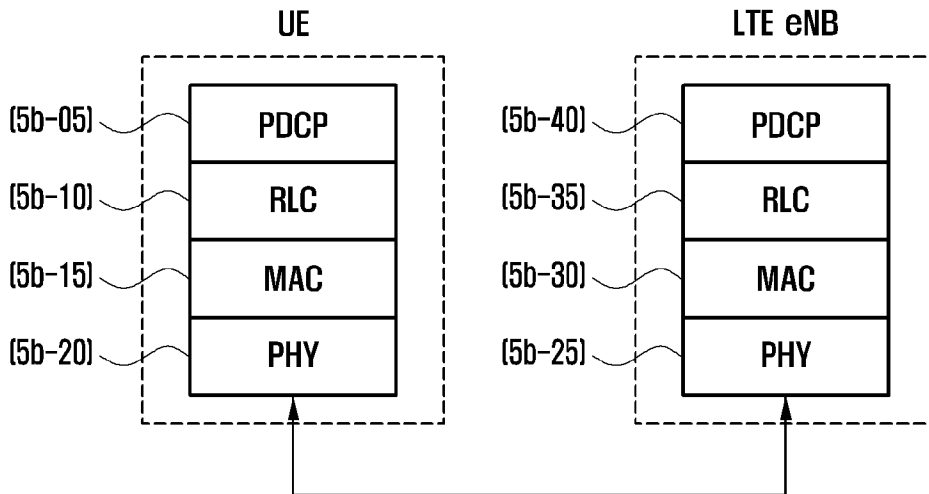 UE
LTE eNB
(5b-05)
PDCP
(5b-40)
PDCP
(5b-10)
RLC
(5b-35)
RLC
(5b-15)
MAC
(5b-30)
MAC
(5b-20)
PHY
(5b-25)
PHY